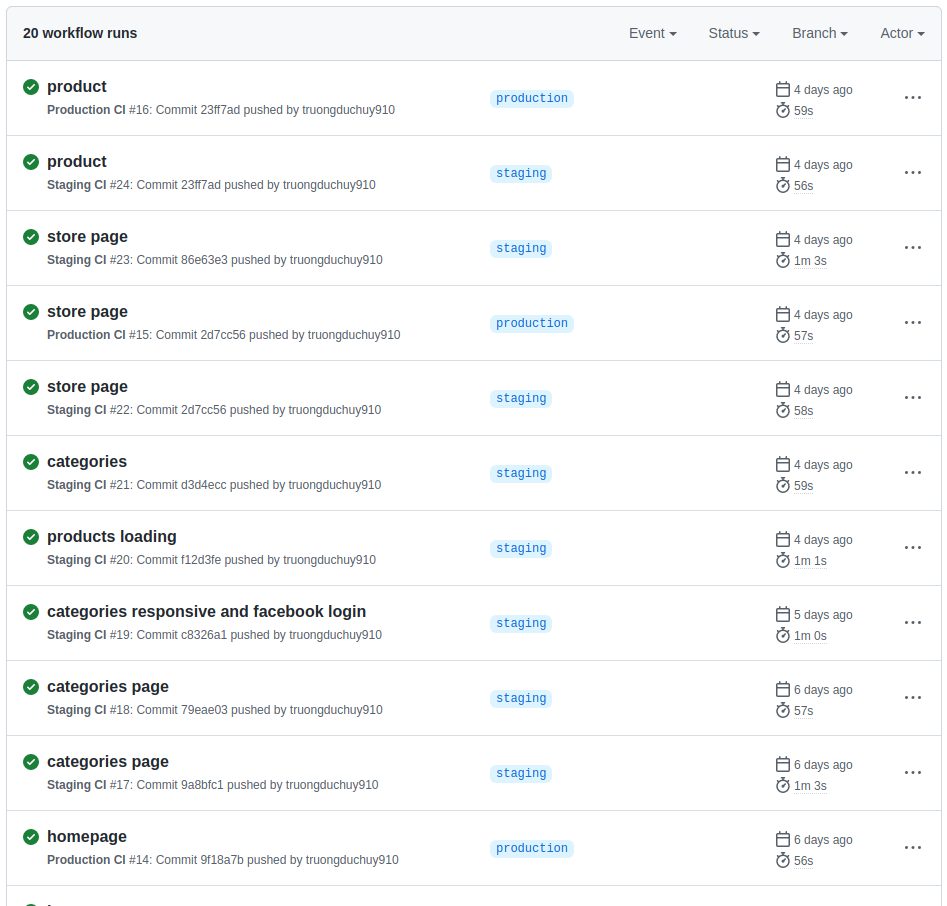 20 workflow runs
Event Status Branch Actor
product
Production CI #16: Commit 23ff7ad pushed by truongduchuy910
production
4 days ago
59s
product
Staging CI #24: Commit 23ff7ad pushed by truongduchuy910
staging
4 days ago
56s
store page
Staging CI #23: Commit 86e63e3 pushed by truongduchuy910
staging
4 days ago
1m 3s
store page
Production CI #15: Commit 2d7cc56 pushed by truongduchuy910
production
4 days ago
57s
store page
Staging CI #22: Commit 2d7cc56 pushed by truongduchuy910
staging
4 days ago
58s
categories
Staging CI #21: Commit d3d4ecc pushed by truongduchuy910
staging
4 days ago
59s
products loading
Staging CI #20: Commit f12d3fe pushed by truongduchuy910
staging
4 days ago
1m 1s
categories responsive and facebook login
Staging CI #19: Commit c8326a1 pushed by truongduchuy910
staging
5 days ago
1m 0s
categories page
Staging CI #18: Commit 79eae03 pushed by truongduchuy910
staging
6 days ago
57s
categories page
Staging CI #17: Commit 9a8bfc1 pushed by truongduchuy910
staging
6 days ago
1m 3s
homepage
Production CI #14: Commit 9f18a7b pushed by truongduchuy910
production
6 days ago
56s